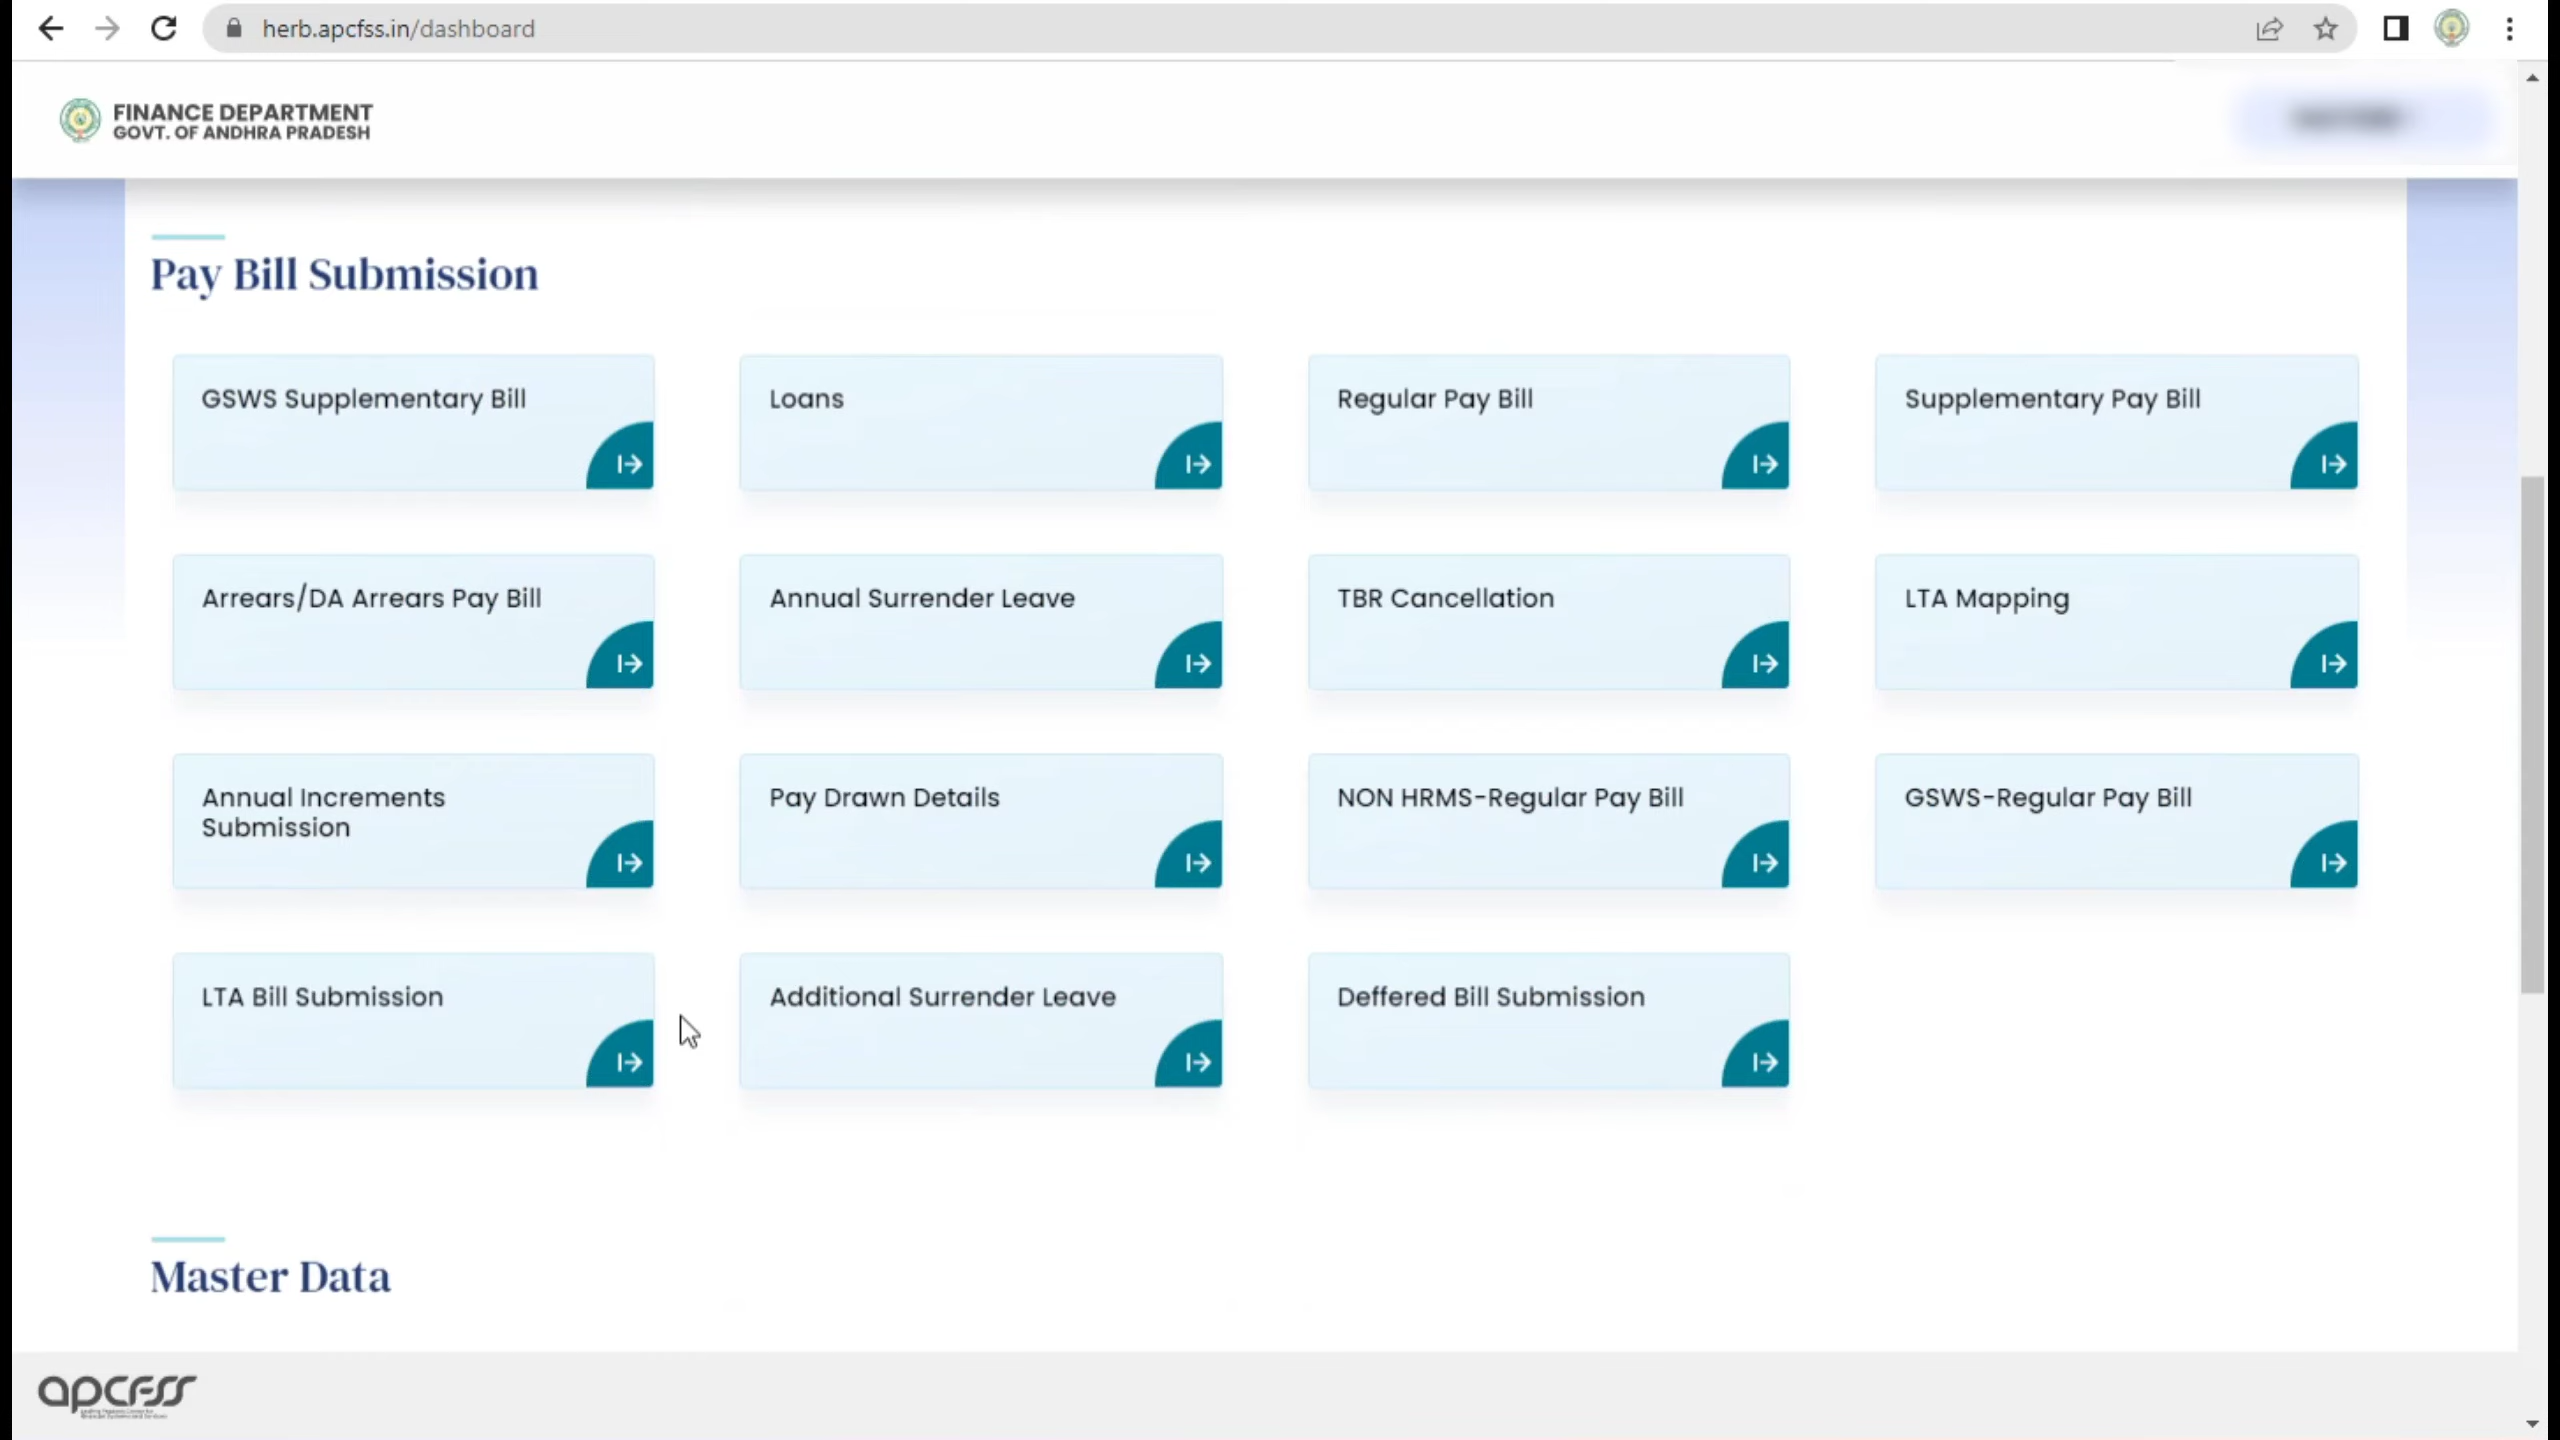 herb.apcfss.in/dashboard
FINANCE DEPARTMENT
GOVT. OF ANDHRA PRADESH
Pay Bill Submission
GSWS Supplementary Bill
Loans
Regular Pay Bill
Supplementary Pay Bill
Arrears/DA Arrears Pay Bill
Annual Surrender Leave
TBR Cancellation
LTA Mapping
Annual Increments
Submission
Pay Drawn Details
NON HRMS-Regular Pay Bill
GSWS-Regular Pay Bill
LTA Bill Submission
Additional Surrender Leave
Deffered Bill Submission
Master Data
apcfss